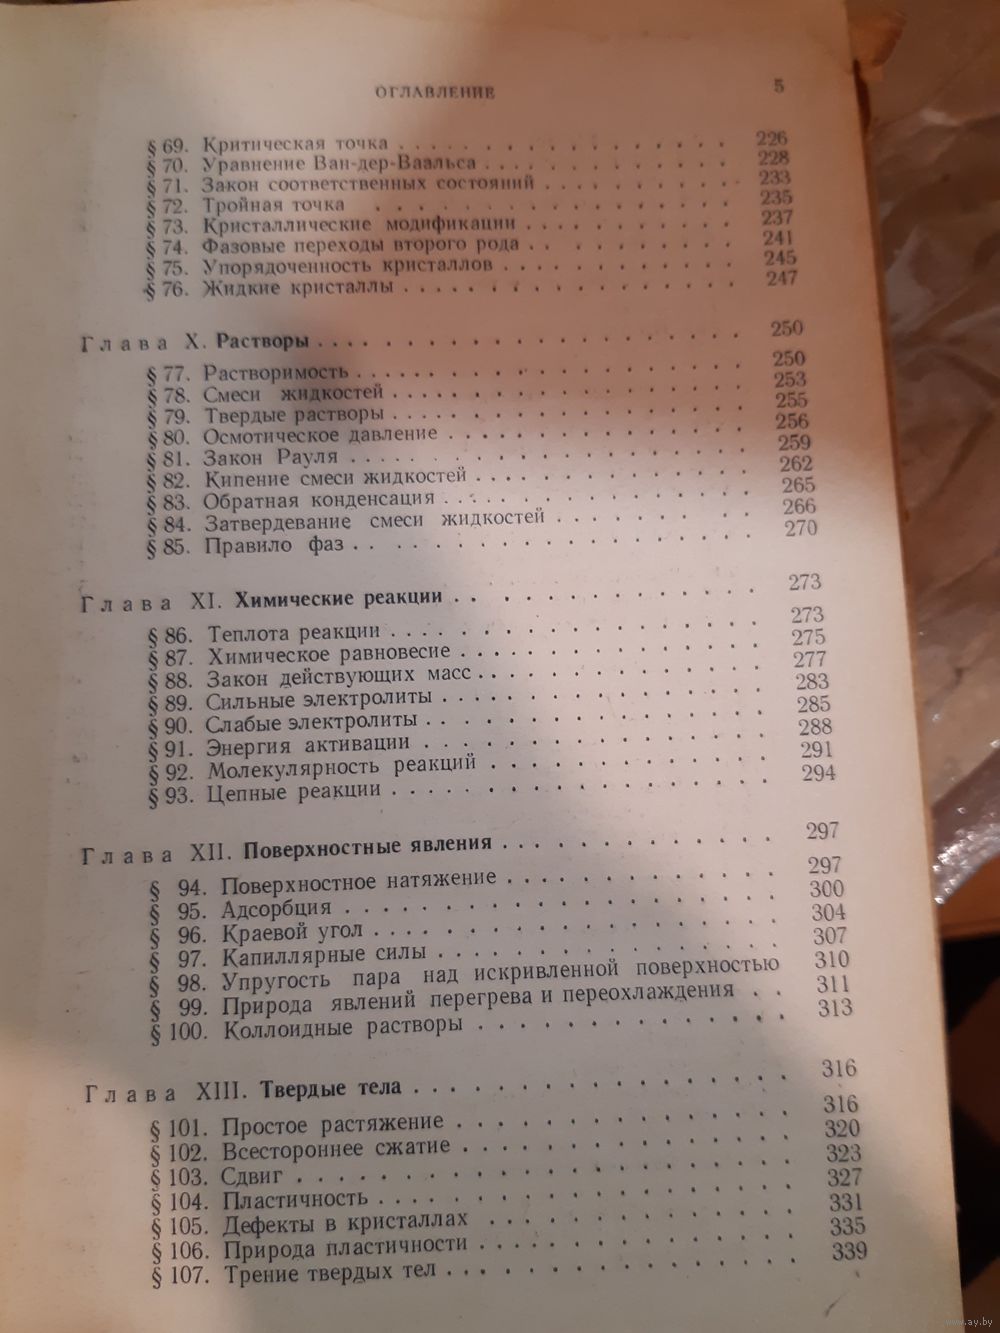 ОГЛАВЛЕНИЕ 5
§ 69. Критическая точка . . . . . . . . . . . . . . . . 226
§ 70. Уравнение Ван-дер-Ваальса . . . . . . . . . . . . 228
§ 71. Закон соответственных состояний . . . . . . . . . 233
§ 72. Тройная точка . . . . . . . . . . . . . . . . . 235
§ 73. Кристаллические модификации . . . . . . . . . . . 237
§ 74. Фазовые переходы второго рода . . . . . . . . . . 241
§ 75. Упорядоченность кристаллов . . . . . . . . . . . . 245
§ 76. Жидкие кристаллы . . . . . . . . . . . . . . . . 247
Глава X. Растворы . . . . . . . . . . . . . . . . . . 250
§ 77. Растворимость . . . . . . . . . . . . . . . . . . 250
§ 78. Смеси жидкостей . . . . . . . . . . . . . . . . . 253
§ 79. Твердые растворы . . . . . . . . . . . . . . . . 255
§ 80. Осмотическое давление . . . . . . . . . . . . . . 256
§ 81. Закон Рауля . . . . . . . . . . . . . . . . . . . 259
§ 82. Кипение смеси жидкостей . . . . . . . . . . . . . 262
§ 83. Обратная конденсация . . . . . . . . . . . . . . 265
§ 84. Затвердевание смеси жидкостей . . . . . . . . . . 266
§ 85. Правило фаз . . . . . . . . . . . . . . . . . . . 270
Глава XI. Химические реакции . . . . . . . . . . . . . 273
§ 86. Теплота реакции . . . . . . . . . . . . . . . . . 273
§ 87. Химическое равновесие . . . . . . . . . . . . . . 275
§ 88. Закон действующих масс . . . . . . . . . . . . . 277
§ 89. Сильные электролиты . . . . . . . . . . . . . . . 283
§ 90. Слабые электролиты . . . . . . . . . . . . . . . 285
§ 91. Энергия активации . . . . . . . . . . . . . . . . 288
§ 92. Молекулярность реакций . . . . . . . . . . . . . 291
§ 93. Цепные реакции . . . . . . . . . . . . . . . . . 294
Глава XII. Поверхностные явления . . . . . . . . . . . 297
§ 94. Поверхностное натяжение . . . . . . . . . . . . . 297
§ 95. Адсорбция . . . . . . . . . . . . . . . . . . . . 300
§ 96. Краевой угол . . . . . . . . . . . . . . . . . . 304
§ 97. Капиллярные силы . . . . . . . . . . . . . . . . 307
§ 98. Упругость пара над искривленной поверхностью 310
§ 99. Природа явлений перегрева и переохлаждения . . 311
§ 100. Коллоидные растворы . . . . . . . . . . . . . . 313
Глава XIII. Твердые тела . . . . . . . . . . . . . . . 316
§ 101. Простое растяжение . . . . . . . . . . . . . . . 316
§ 102. Всестороннее сжатие . . . . . . . . . . . . . . 320
§ 103. Сдвиг . . . . . . . . . . . . . . . . . . . . . 323
§ 104. Пластичность . . . . . . . . . . . . . . . . . . 327
§ 105. Дефекты в кристаллах . . . . . . . . . . . . . . 331
§ 106. Природа пластичности . . . . . . . . . . . . . . 335
§ 107. Трение твердых тел . . . . . . . . . . . . . . . 339
www.ay.by